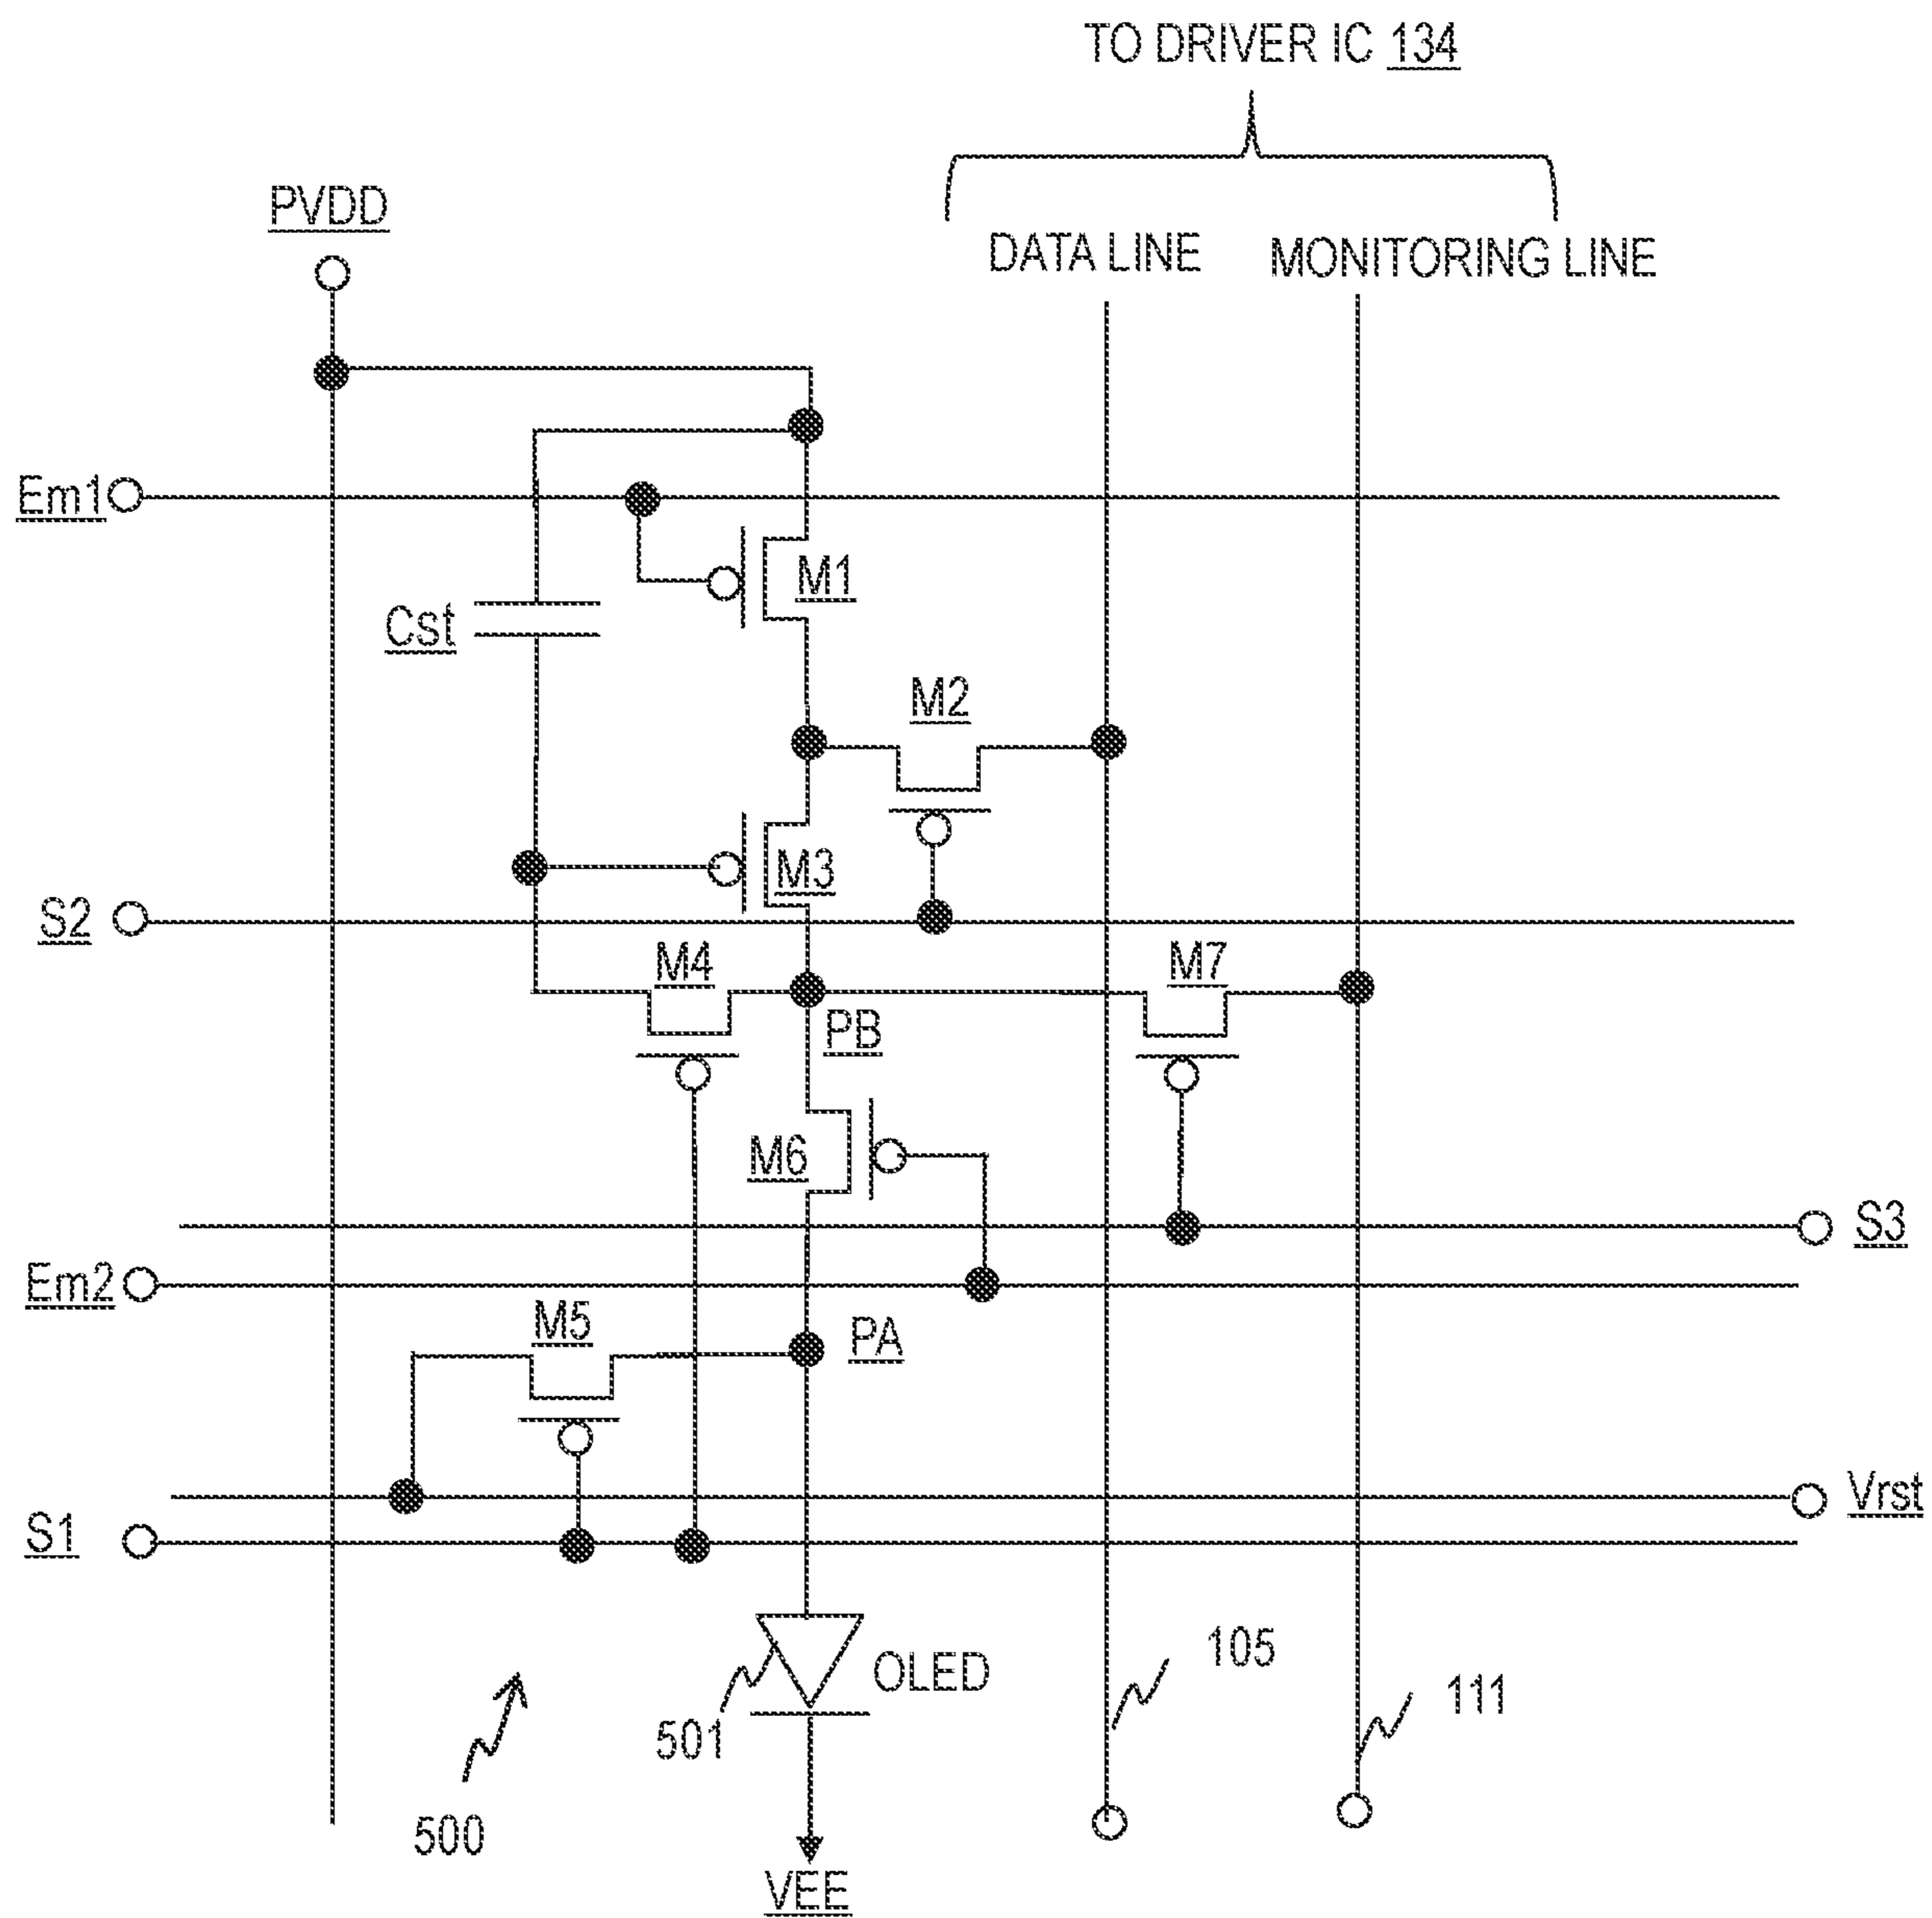 TO DRIVER IC 134
PVDD
DATA LINE
MONITORING LINE
Em1
M1
Cst
M2
M3
S2
M4
M7
PB
M6
S3
Em2
M5
PA
Vrst
S1
105
OLED
111
501
500
VEE